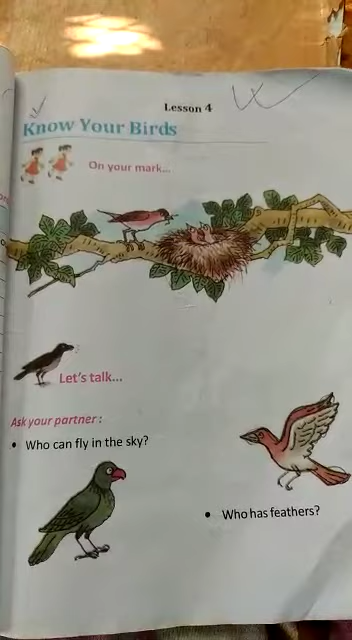 Lesson 4
Know Your Birds
On your mark...
Let's talk...
Ask your partner :
• Who can fly in the sky?
• Who has feathers?